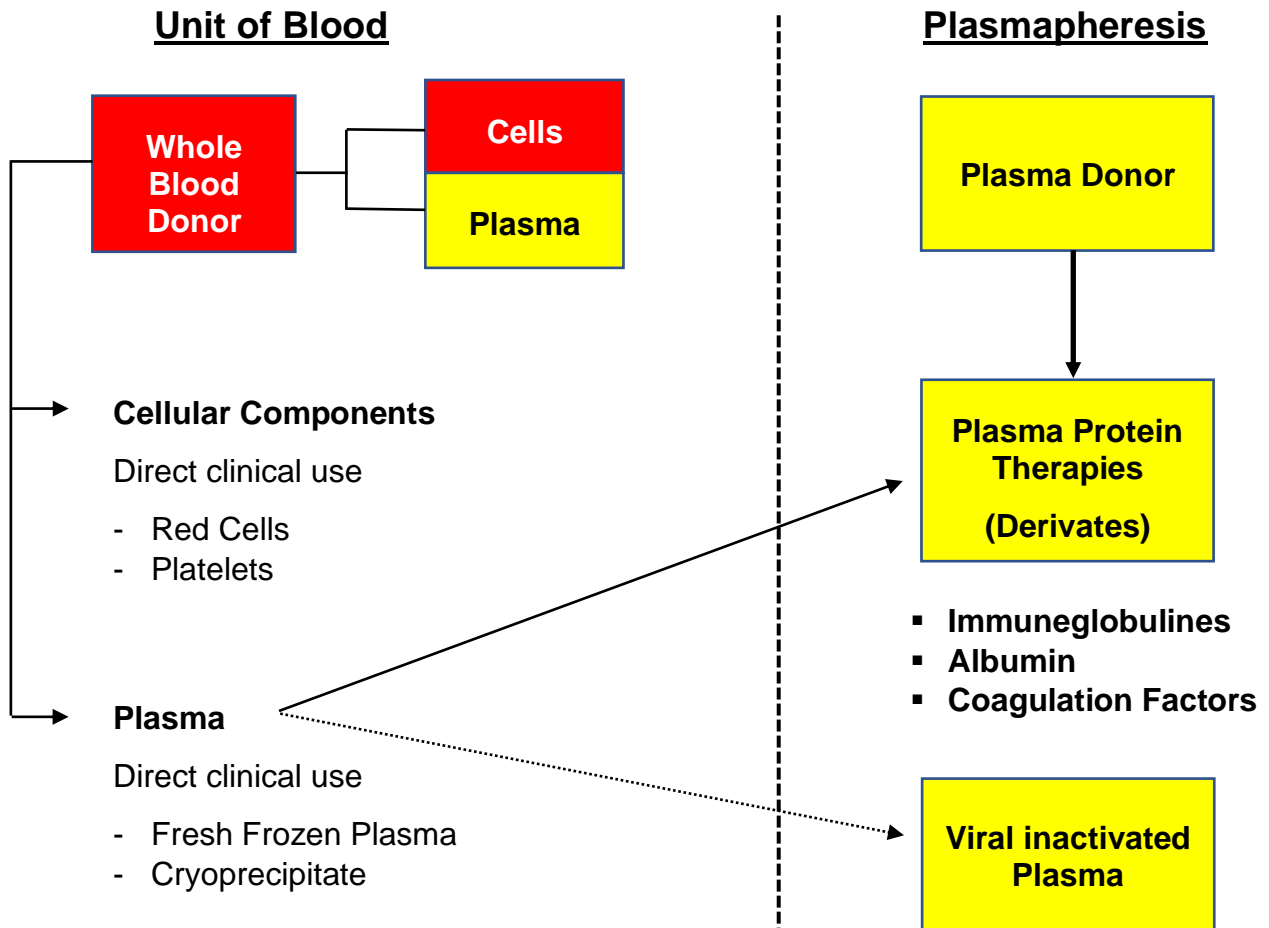 Unit of Blood
Whole
Blood
Donor
Cells
Plasma
Cellular Components
Direct clinical use
- Red Cells
- Platelets
Plasma
Direct clinical use
- Fresh Frozen Plasma
- Cryoprecipitate
Plasmapheresis
Plasma Donor
Plasma Protein
Therapies
(Derivates)
▪ Immuneglobulines
▪ Albumin
▪ Coagulation Factors
Viral inactivated
Plasma